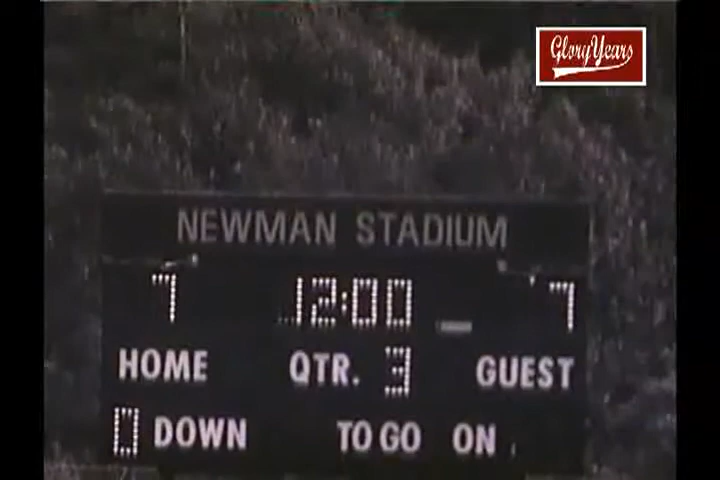 Glory Years
NEWMAN STADIUM
7 12:00 7
HOME QTR. 3 GUEST
0 DOWN TO GO ON